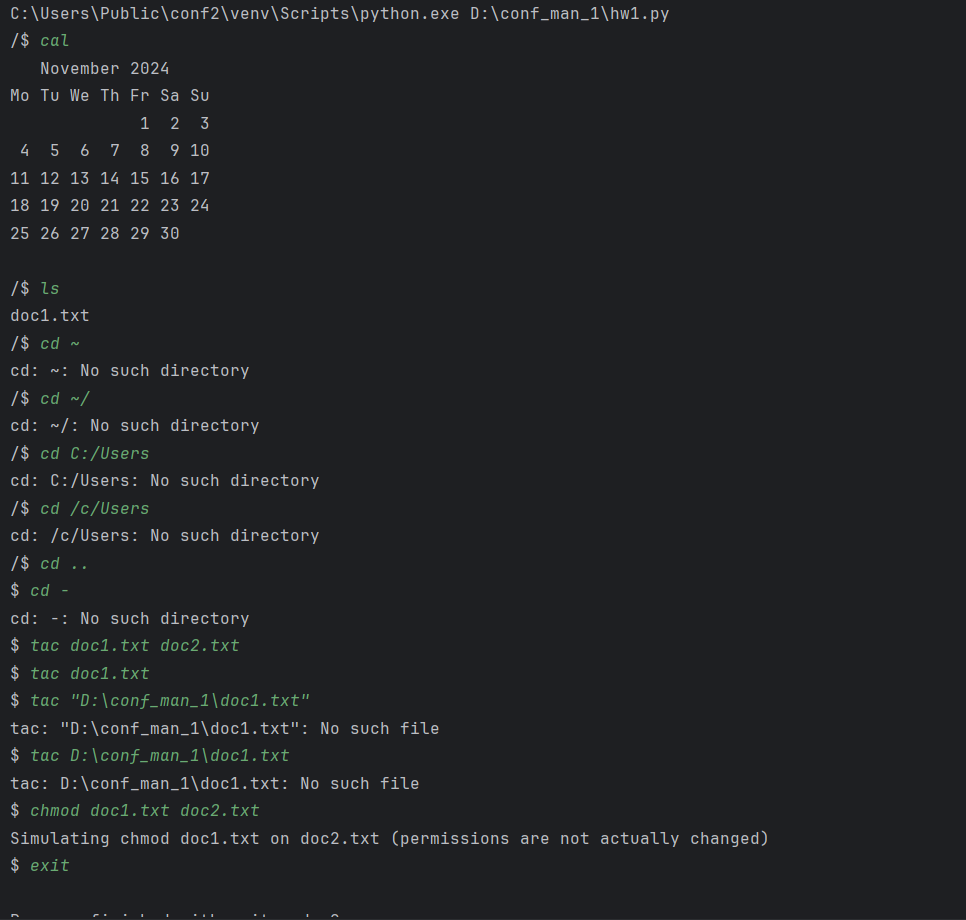 C:\Users\Public\conf2\venv\Scripts\python.exe D:\conf_man_1\hw1.py
/$ cal
   November 2024
Mo Tu We Th Fr Sa Su
             1  2  3
 4  5  6  7  8  9 10
11 12 13 14 15 16 17
18 19 20 21 22 23 24
25 26 27 28 29 30
/$ ls
doc1.txt
/$ cd ~
cd: ~: No such directory
/$ cd ~/
cd: ~/: No such directory
/$ cd C:/Users
cd: C:/Users: No such directory
/$ cd /c/Users
cd: /c/Users: No such directory
/$ cd ..
$ cd -
cd: -: No such directory
$ tac doc1.txt doc2.txt
$ tac doc1.txt
$ tac "D:\conf_man_1\doc1.txt"
tac: "D:\conf_man_1\doc1.txt": No such file
$ tac D:\conf_man_1\doc1.txt
tac: D:\conf_man_1\doc1.txt: No such file
$ chmod doc1.txt doc2.txt
Simulating chmod doc1.txt on doc2.txt (permissions are not actually changed)
$ exit